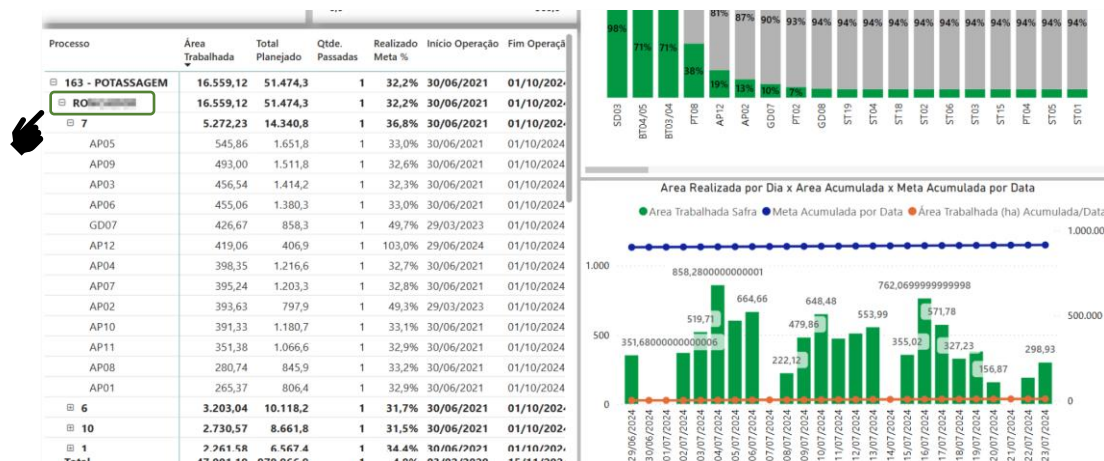 Processo Área Trabalhada Total Planejado Qtde. Passadas Realizado Meta % Início Operação Fim Operaçã
163 - POTASSAGEM 16.559,12 51.474,3 1 32,2% 30/06/2021 01/10/202
RO 16.559,12 51.474,3 1 32,2% 30/06/2021 01/10/202
7 5.272,23 14.340,8 1 36,8% 30/06/2021 01/10/202
AP05 545,86 1.651,8 1 33,0% 30/06/2021 01/10/2024
AP09 493,00 1.511,8 1 32,6% 30/06/2021 01/10/2024
AP03 456,54 1.414,2 1 32,3% 30/06/2021 01/10/2024
AP06 455,06 1.380,3 1 33,0% 30/06/2021 01/10/2024
GD07 426,67 858,3 1 49,7% 29/03/2023 01/10/2024
AP12 419,06 406,9 1 103,0% 29/06/2024 01/10/2024
AP04 398,35 1.216,6 1 32,7% 30/06/2021 01/10/2024
AP07 395,24 1.203,3 1 32,8% 30/06/2021 01/10/2024
AP02 393,63 797,9 1 49,3% 29/03/2023 01/10/2024
AP10 391,33 1.180,7 1 33,1% 30/06/2021 01/10/2024
AP11 351,38 1.066,6 1 32,9% 30/06/2021 01/10/2024
AP08 280,74 845,9 1 33,2% 30/06/2021 01/10/2024
AP01 265,37 806,4 1 32,9% 30/06/2021 01/10/2024
6 3.203,04 10.118,2 1 31,7% 30/06/2021 01/10/202
10 2.730,57 8.661,8 1 31,5% 30/06/2021 01/10/202
1 2.261,58 6.567,4 1 34,4% 30/06/2021 01/10/202
Total
98% 71% 71% 38% 19% 13% 10% 7%
81% 87% 90% 93% 94% 94% 94% 94% 94% 94% 94% 94% 94% 94%
SD03 BT04/05 BT03/04 PT08 AP12 AP02 GD07 PT02 GD08 ST19 ST04 ST18 ST02 ST06 ST03 ST15 PT04 ST05 ST01
Area Realizada por Dia x Area Acumulada x Meta Acumulada por Data
Area Trabalhada Safra Meta Acumulada por Data Área Trabalhada (ha) Acumulada/Data
1.000.00
1.000
858,2800000000001 762,0699999999998
664,66 648,48
519,71 571,78
553,99
479,86
500 500.000
351,68000000000006 355,02 327,23
298,93
222,12
156,87
0 0
29/06/2024 30/06/2024 01/07/2024 02/07/2024 03/07/2024 04/07/2024 05/07/2024 06/07/2024 07/07/2024 08/07/2024 09/07/2024 10/07/2024 11/07/2024 12/07/2024 13/07/2024 14/07/2024 15/07/2024 16/07/2024 17/07/2024 18/07/2024 19/07/2024 20/07/2024 21/07/2024 22/07/2024 23/07/2024